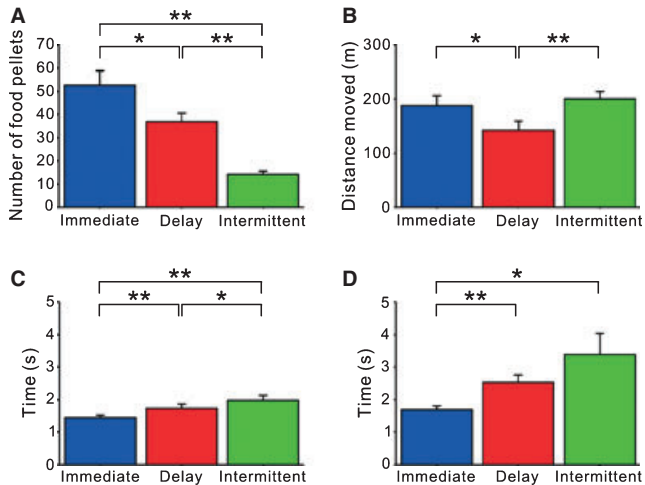 A
**
*
**
Number of food pellets
70
60
50
40
30
20
10
0
Immediate
Delay
Intermittent
B
*
**
Distance moved (m)
300
200
100
0
Immediate
Delay
Intermittent
C
**
**
*
Time (s)
5
4
3
2
1
0
Immediate
Delay
Intermittent
D
*
**
Time (s)
5
4
3
2
1
0
Immediate
Delay
Intermittent